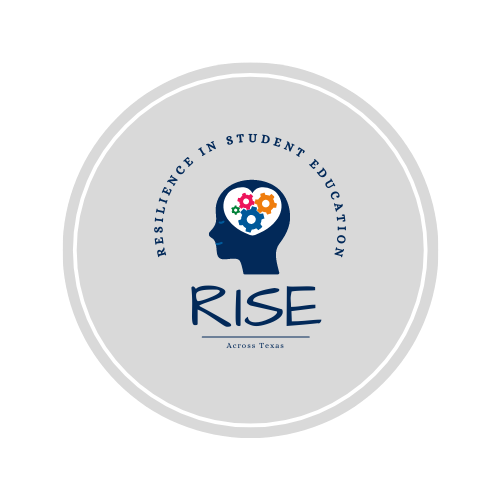 RESILIENCE IN STUDENT EDUCATION
RISE
Across Texas